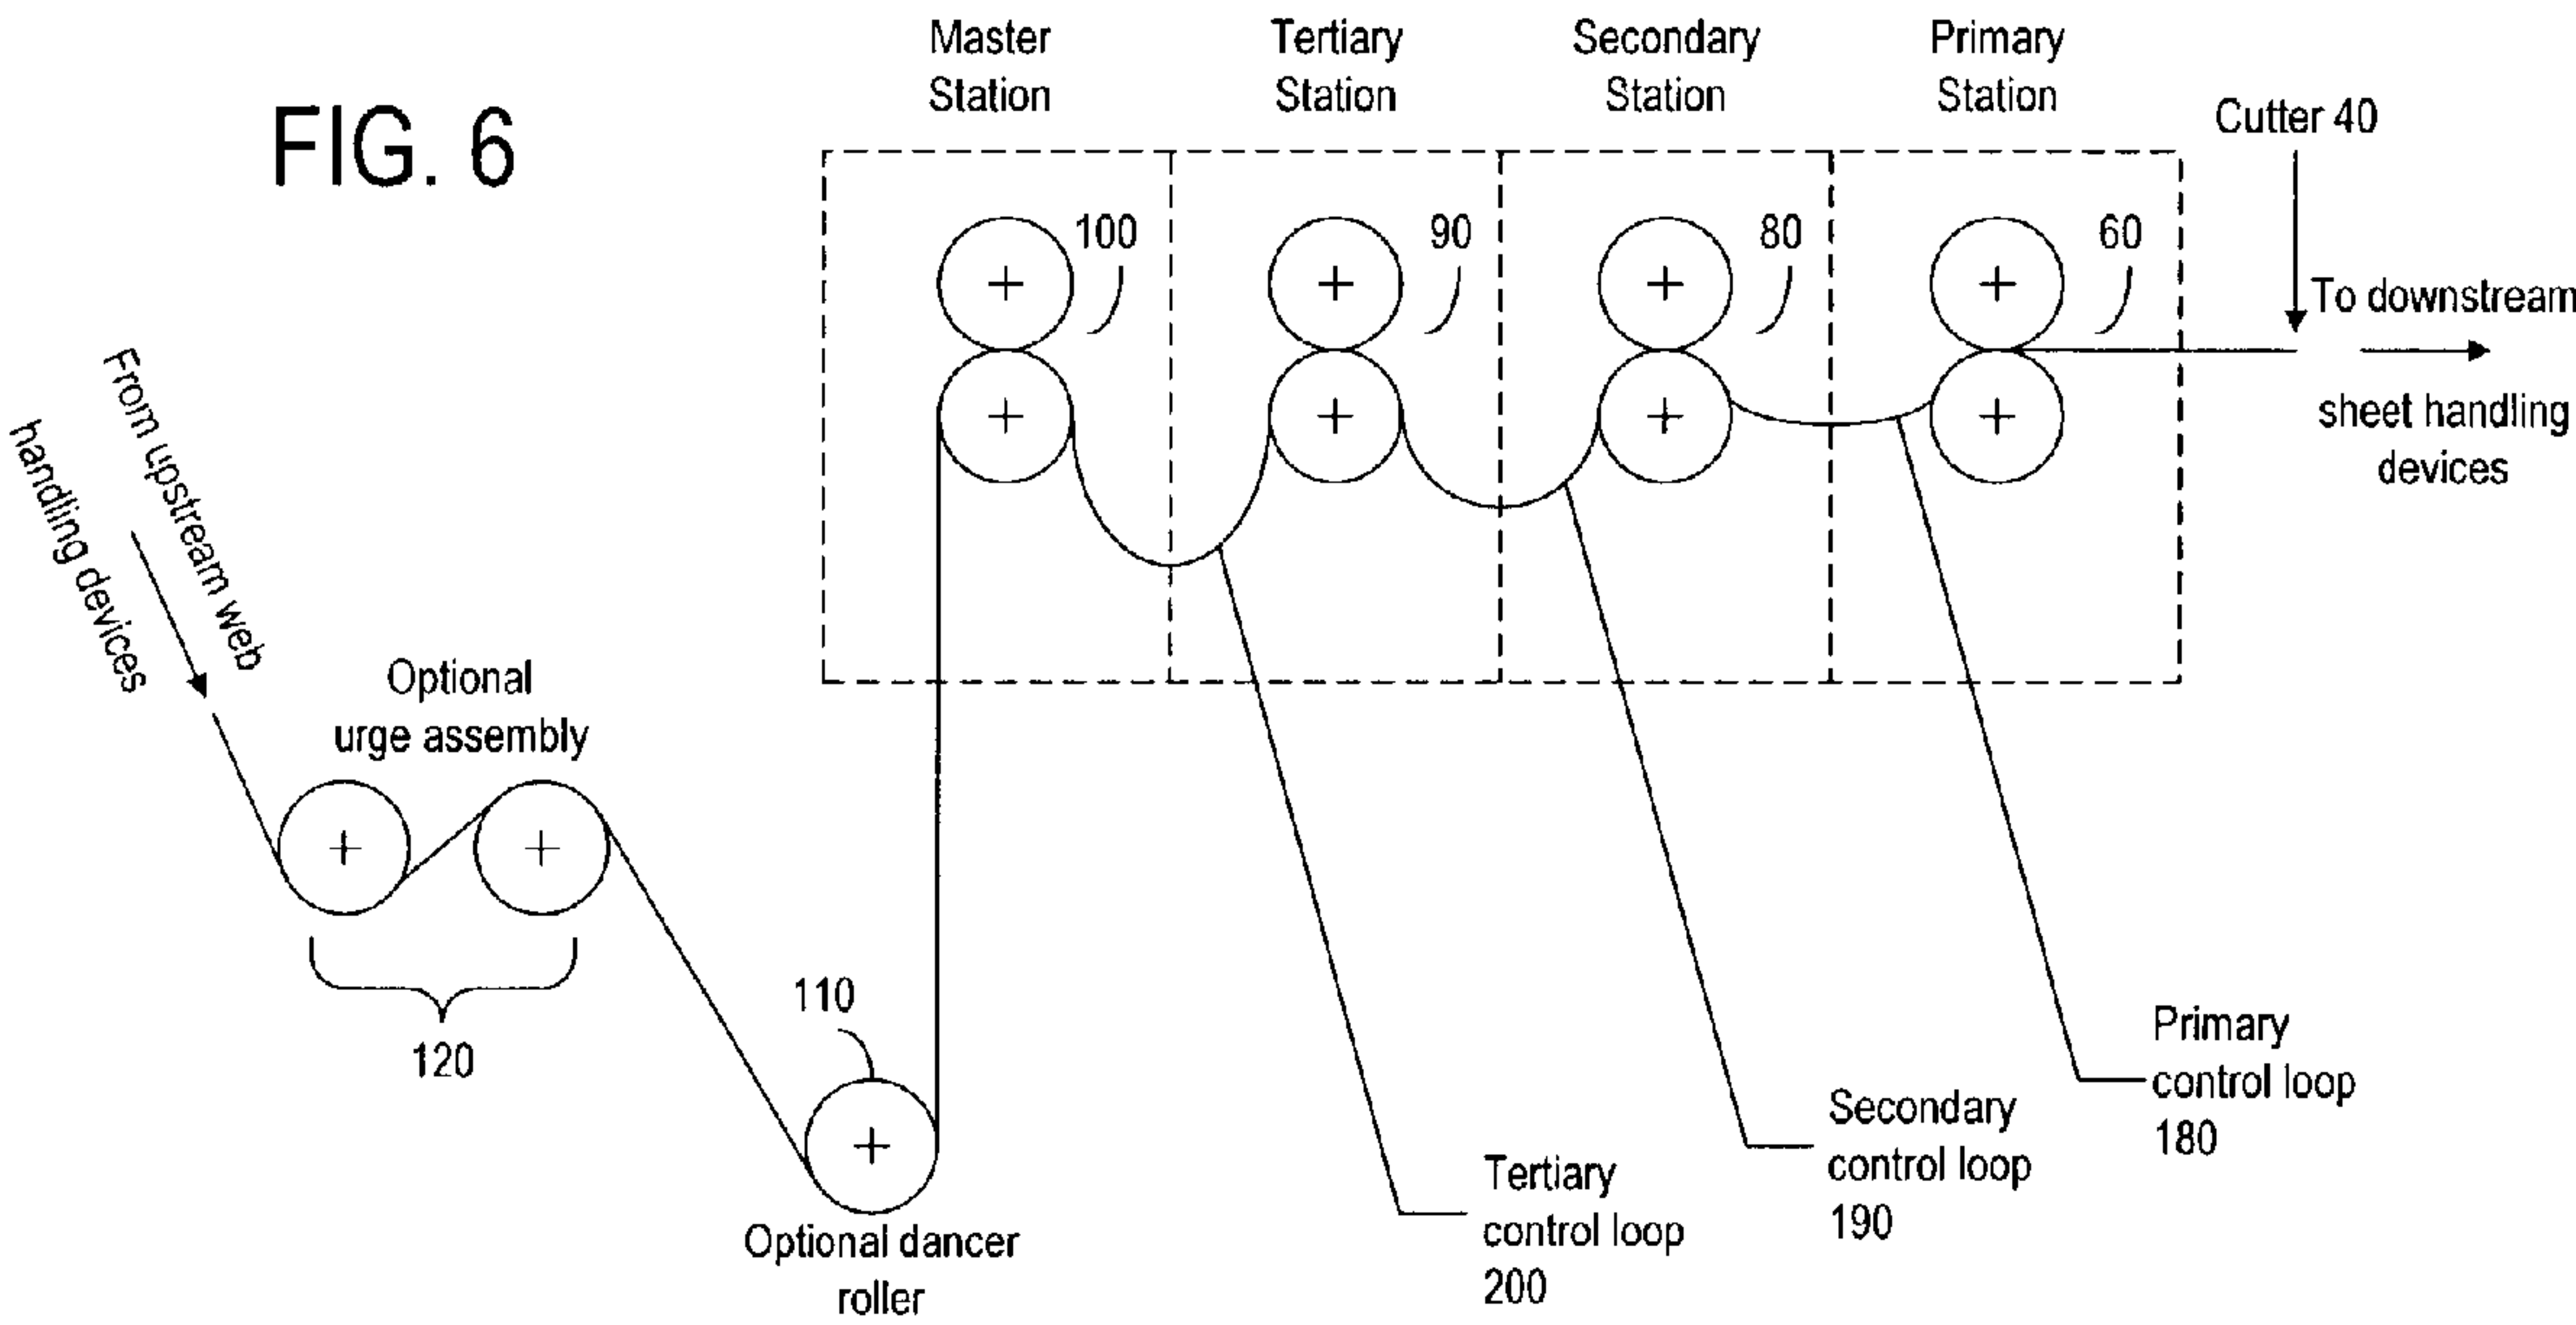 FIG. 6
Master
Station
Tertiary
Station
Secondary
Station
Primary
Station
Cutter 40
100
90
80
60
To downstream
sheet handling
devices
From upstream web
handling devices
Optional
urge assembly
120
110
Optional dancer
roller
Tertiary
control loop
200
Secondary
control loop
190
Primary
control loop
180